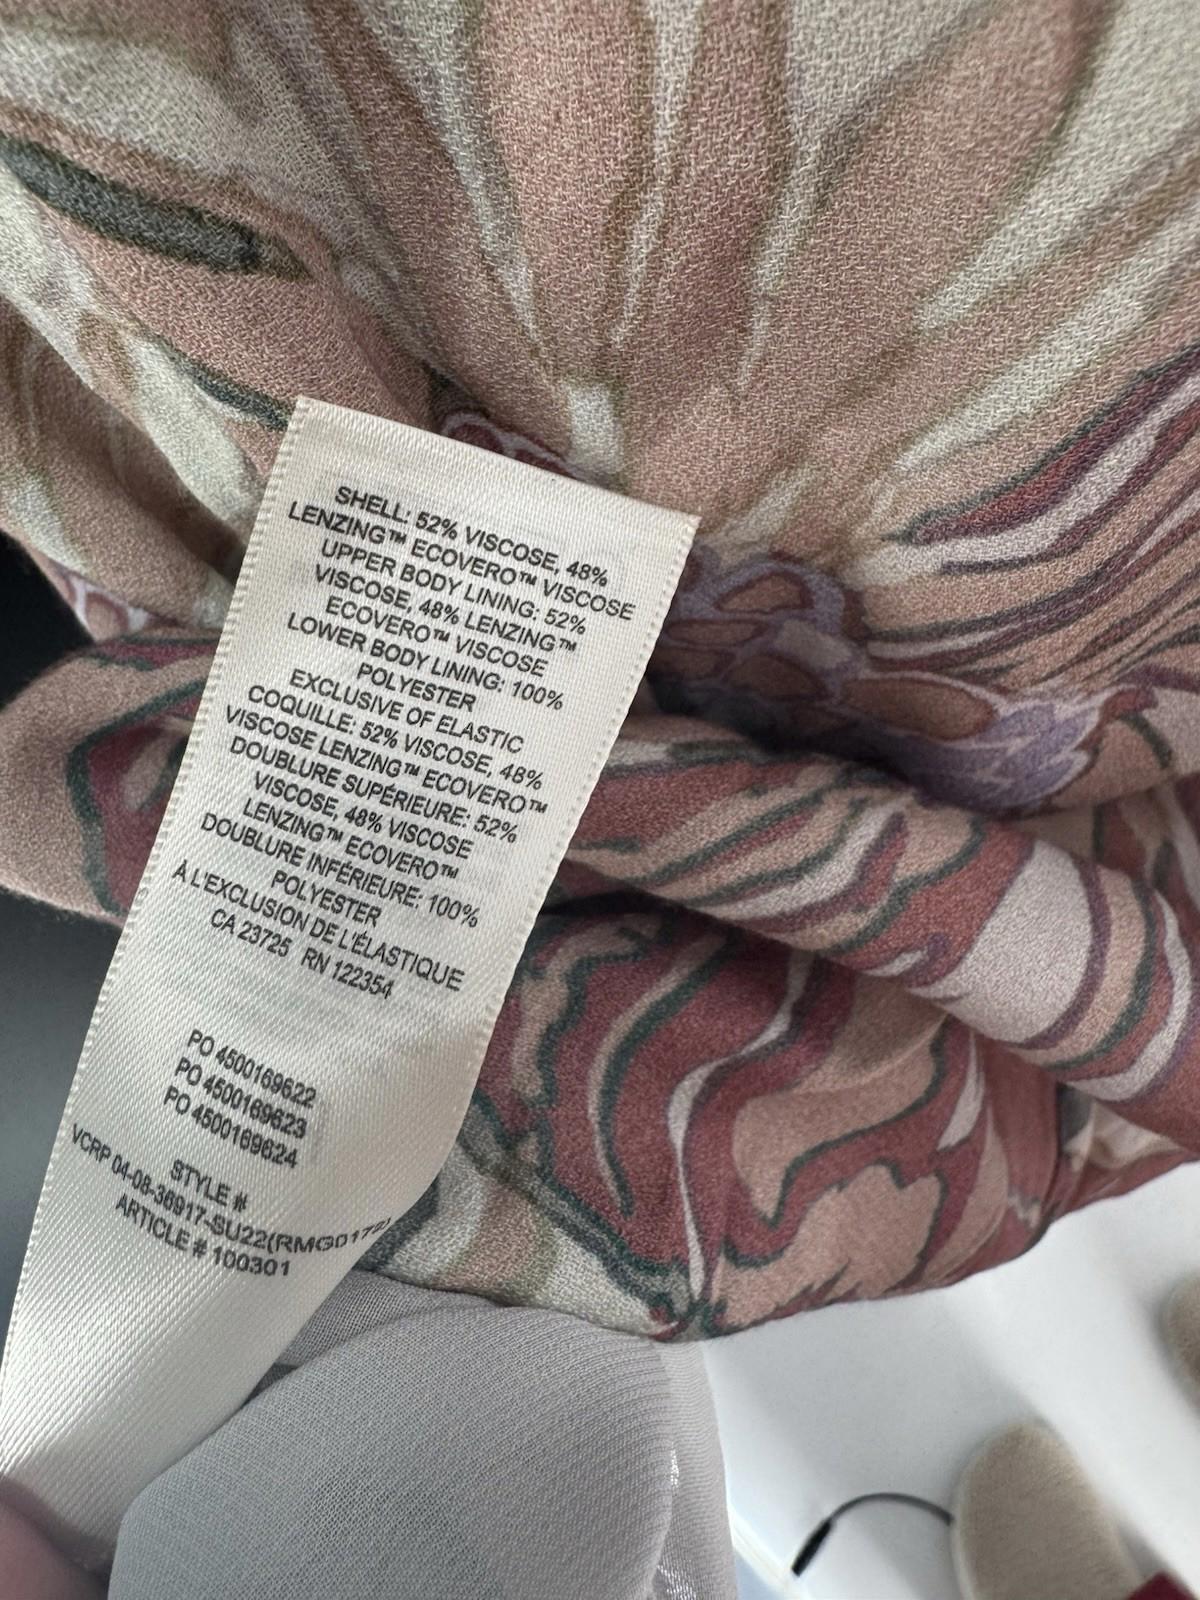 SHELL: 52% VISCOSE, 48%
LENZING™ ECOVERO™ VISCOSE
UPPER BODY LINING: 52%
VISCOSE, 48% LENZING™
ECOVERO™ VISCOSE
LOWER BODY LINING: 100%
POLYESTER
EXCLUSIVE OF ELASTIC
COQUILLE: 52% VISCOSE, 48%
VISCOSE LENZING™ ECOVERO™
DOUBLURE SUPÉRIEURE: 52%
VISCOSE, 48% VISCOSE
LENZING™ ECOVERO™
DOUBLURE INFÉRIEURE: 100%
POLYESTER
À L'EXCLUSION DE L'ÉLASTIQUE
CA 23725 RN 122354
PO 4500169622
PO 4500169623
PO 4500169624
STYLE #
VCRP 04-08-36917-SU22(RMG0172)
ARTICLE # 100301